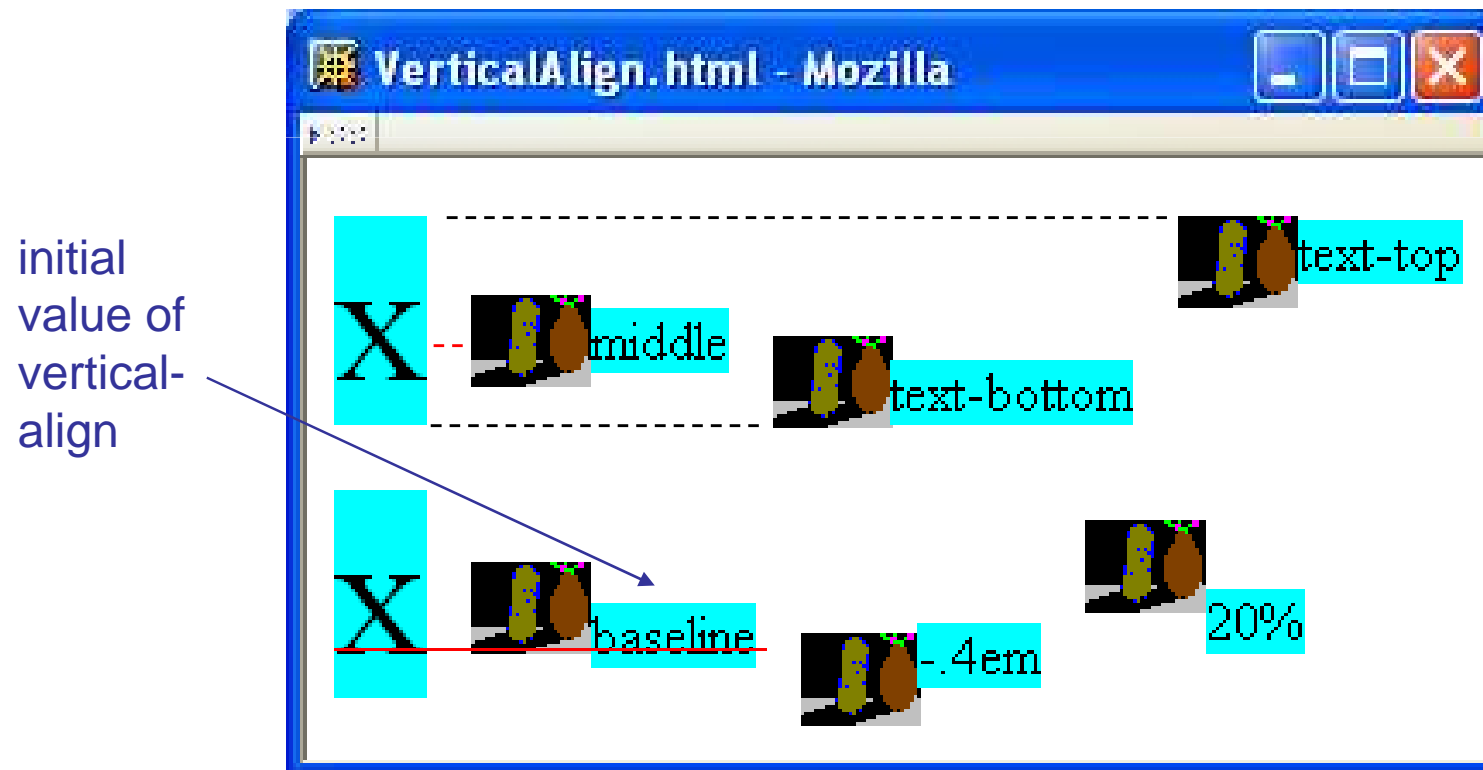 VerticalAlign.html - Mozilla
initial
value of
vertical-
align
X
middle
text-bottom
text-top
X
baseline
-.4em
20%